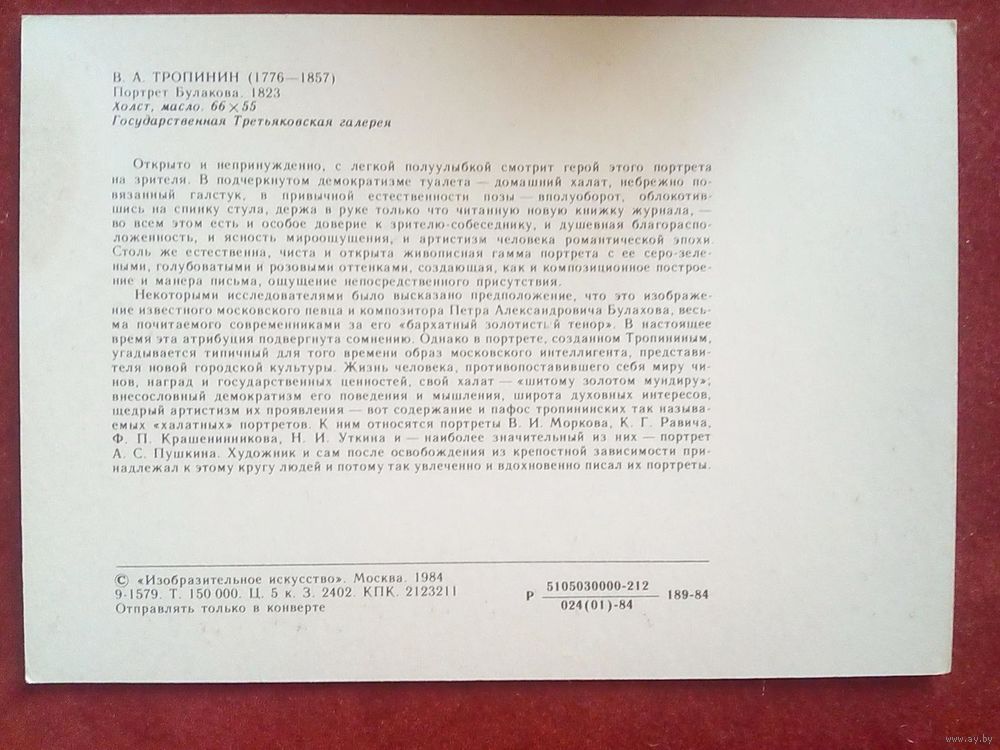 В. А. ТРОПИНИН (1776—1857)
Портрет Булакова. 1823
Холст, масло. 66×55
Государственная Третьяковская галерея
Открыто и непринужденно, с легкой полуулыбкой смотрит герой этого портрета
на зрителя. В подчеркнутом демократизме туалета — домашний халат, небрежно по-
вязанный галстук, в привычной естественности позы — вполуоборот, облокотив-
шись на спинку стула, держа в руке только что читанную новую книжку журнала, —
во всем этом есть и особое доверие к зрителю-собеседнику, и душевная благораспо-
ложенность, и ясность мироощущения, и артистизм человека романтической эпохи.
Столь же естественна, чиста и открыта живописная гамма портрета с ее серо-зеле-
ными, голубоватыми и розовыми оттенками, создающая, как и композиционное построе-
ние и манера письма, ощущение непосредственного присутствия.
Некоторыми исследователями было высказано предположение, что это изображе-
ние известного московского певца и композитора Петра Александровича Булахова, весь-
ма почитаемого современниками за его «бархатный золотистый тенор». В настоящее
время эта атрибуция подвергнута сомнению. Однако в портрете, созданном Тропининым,
угадывается типичный для того времени образ московского интеллигента, представи-
теля новой городской культуры. Жизнь человека, противопоставившего себя миру чи-
нов, наград и государственных ценностей, свой халат — «шитому золотом мундиру»;
внесословный демократизм его поведения и мышления, широта духовных интересов,
щедрый артистизм их проявления — вот содержание и пафос тропининских так называ-
емых «халатных» портретов. К ним относятся портреты В. И. Моркова, К. Г. Равича,
Ф. П. Крашенинникова, Н. И. Уткина и — наиболее значительный из них — портрет
А. С. Пушкина. Художник и сам после освобождения из крепостной зависимости при-
надлежал к этому кругу людей и потому так увлеченно и вдохновенно писал их портреты.
© «Изобразительное искусство». Москва. 1984
9-1579. Т. 150 000. Ц. 5 к. З. 2402. КПК. 2123211
Отправлять только в конверте
Р 5105030000-212
024(01)-84
189-84
www.ay.by